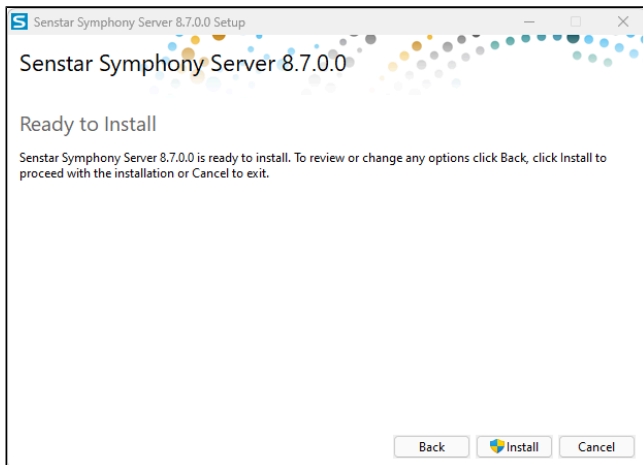 Senstar Symphony Server 8.7.0.0 Setup
Senstar Symphony Server 8.7.0.0
Ready to Install
Senstar Symphony Server 8.7.0.0 is ready to install. To review or change any options click Back, click Install to
proceed with the installation or Cancel to exit.
Back Install Cancel